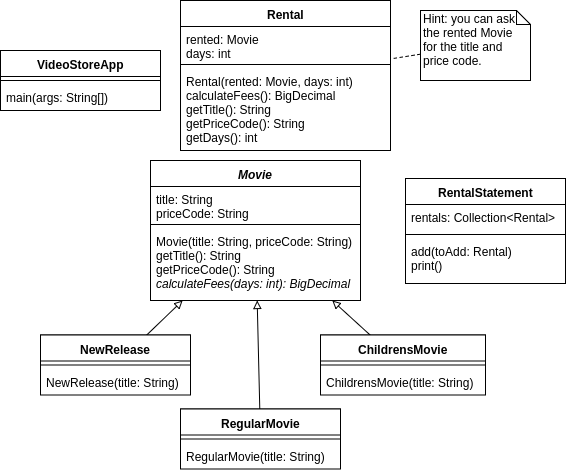 Rental
rented: Movie
days: int
Rental(rented: Movie, days: int)
calculateFees(): BigDecimal
getTitle(): String
getPriceCode(): String
getDays(): int
Hint: you can ask
the rented Movie
for the title and
price code.
VideoStoreApp
main(args: String[])
Movie
title: String
priceCode: String
Movie(title: String, priceCode: String)
getTitle(): String
getPriceCode(): String
calculateFees(days: int): BigDecimal
RentalStatement
rentals: Collection<Rental>
add(toAdd: Rental)
print()
NewRelease
NewRelease(title: String)
ChildrensMovie
ChildrensMovie(title: String)
RegularMovie
RegularMovie(title: String)